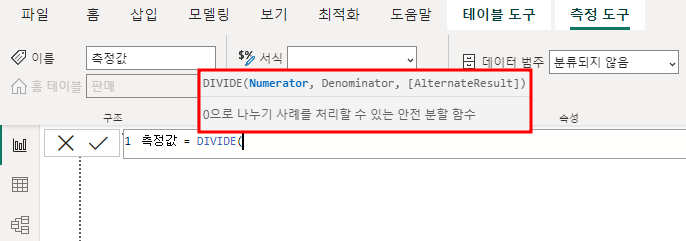 파일 홈 삽입 모델링 보기 최적화 도움말 테이블 도구 측정 도구
이름 측정값 서식 데이터 범주 분류되지 않음
홈 테이블 판매
DIVIDE(Numerator, Denominator, [AlternateResult])
0으로 나누기 사례를 처리할 수 있는 안전 분할 함수
구조 속성
1 측정값 = DIVIDE(